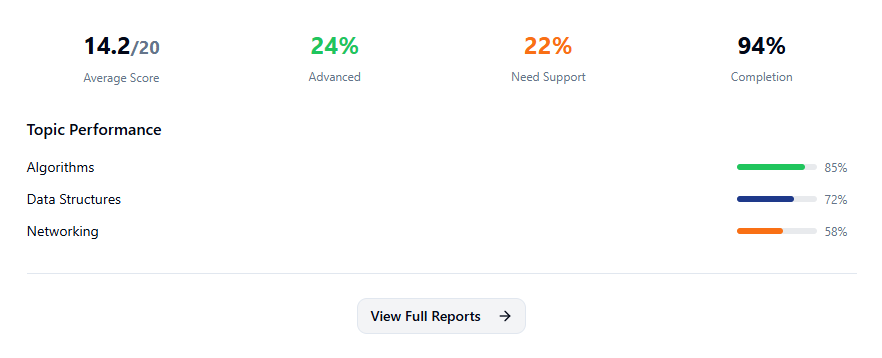 14.2/20 24% 22% 94%
Average Score Advanced Need Support Completion
Topic Performance
Algorithms 85%
Data Structures 72%
Networking 58%
View Full Reports →